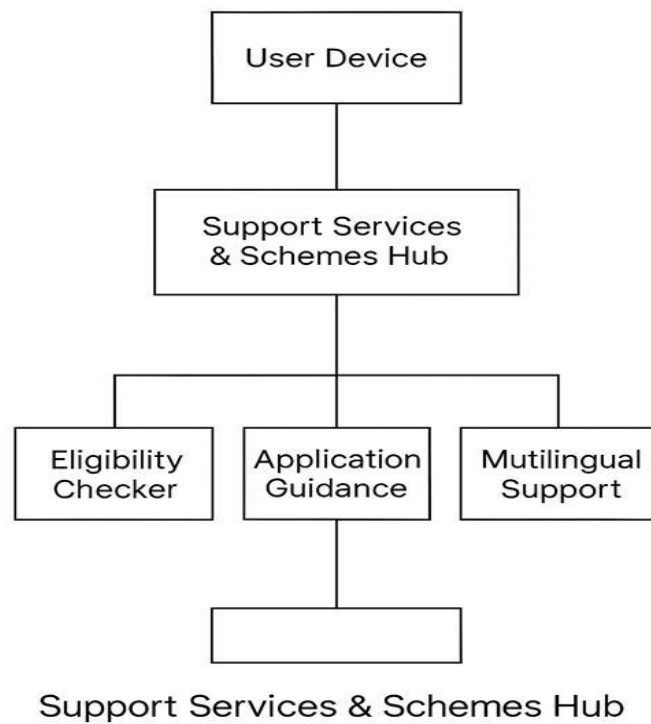 User Device
Support Services
& Schemes Hub
Eligibility
Checker
Application
Guidance
Mutilingual
Support
Support Services & Schemes Hub